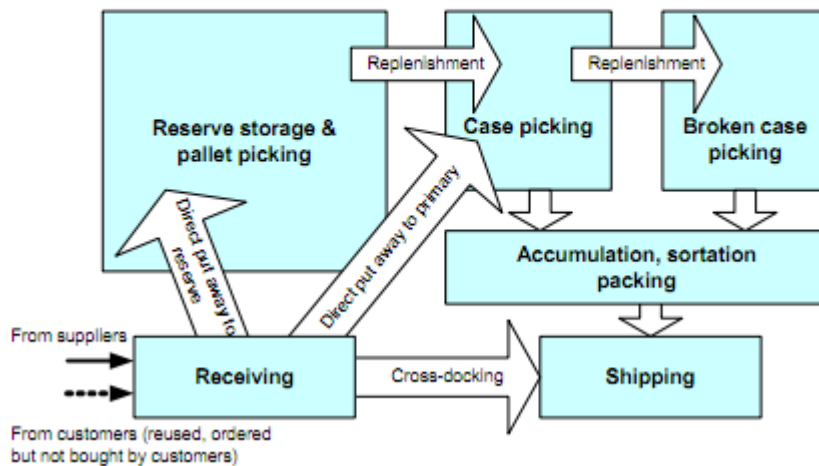 Replenishment
Replenishment
Reserve storage &
pallet picking
Case picking
Broken case
picking
Direct put away to
reserve
Direct put away to primary
Accumulation, sortation
packing
From suppliers
Receiving
Cross-docking
Shipping
From customers (reused, ordered
but not bought by customers)